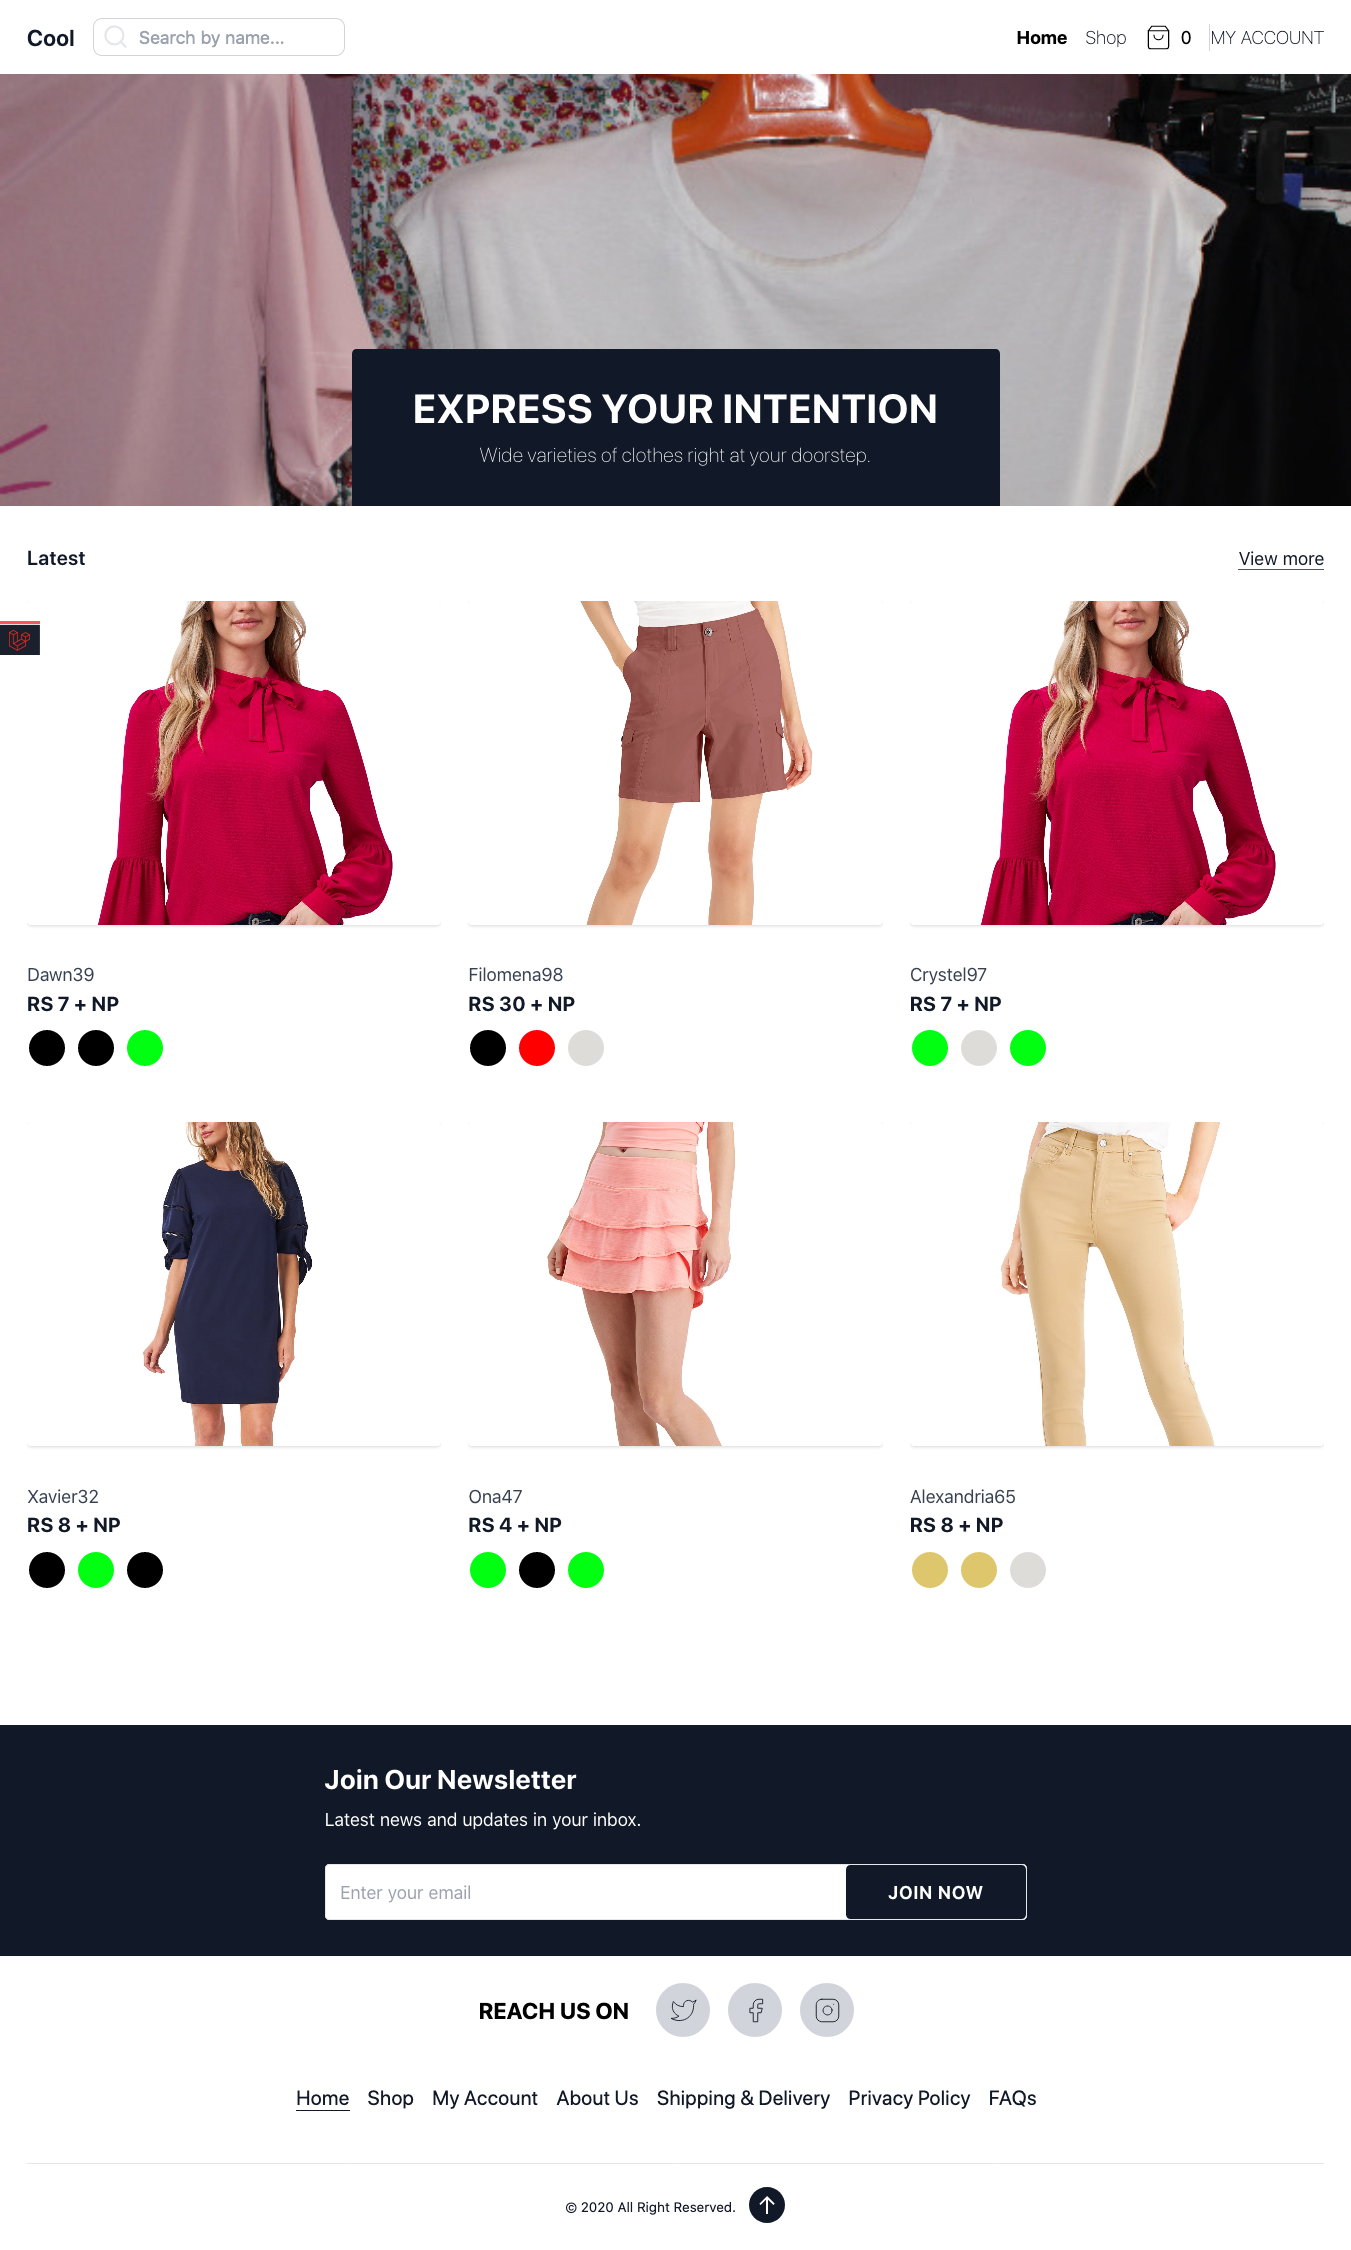 Cool
Search by name...
Home
Shop
0
MY ACCOUNT
EXPRESS YOUR INTENTION
Wide varieties of clothes right at your doorstep.
Latest
View more
Dawn39
RS 7 + NP
Filomena98
RS 30 + NP
Crystel97
RS 7 + NP
Xavier32
RS 8 + NP
Ona47
RS 4 + NP
Alexandria65
RS 8 + NP
Join Our Newsletter
Latest news and updates in your inbox.
Enter your email
JOIN NOW
REACH US ON
Home Shop My Account About Us Shipping & Delivery Privacy Policy FAQs
© 2020 All Right Reserved.